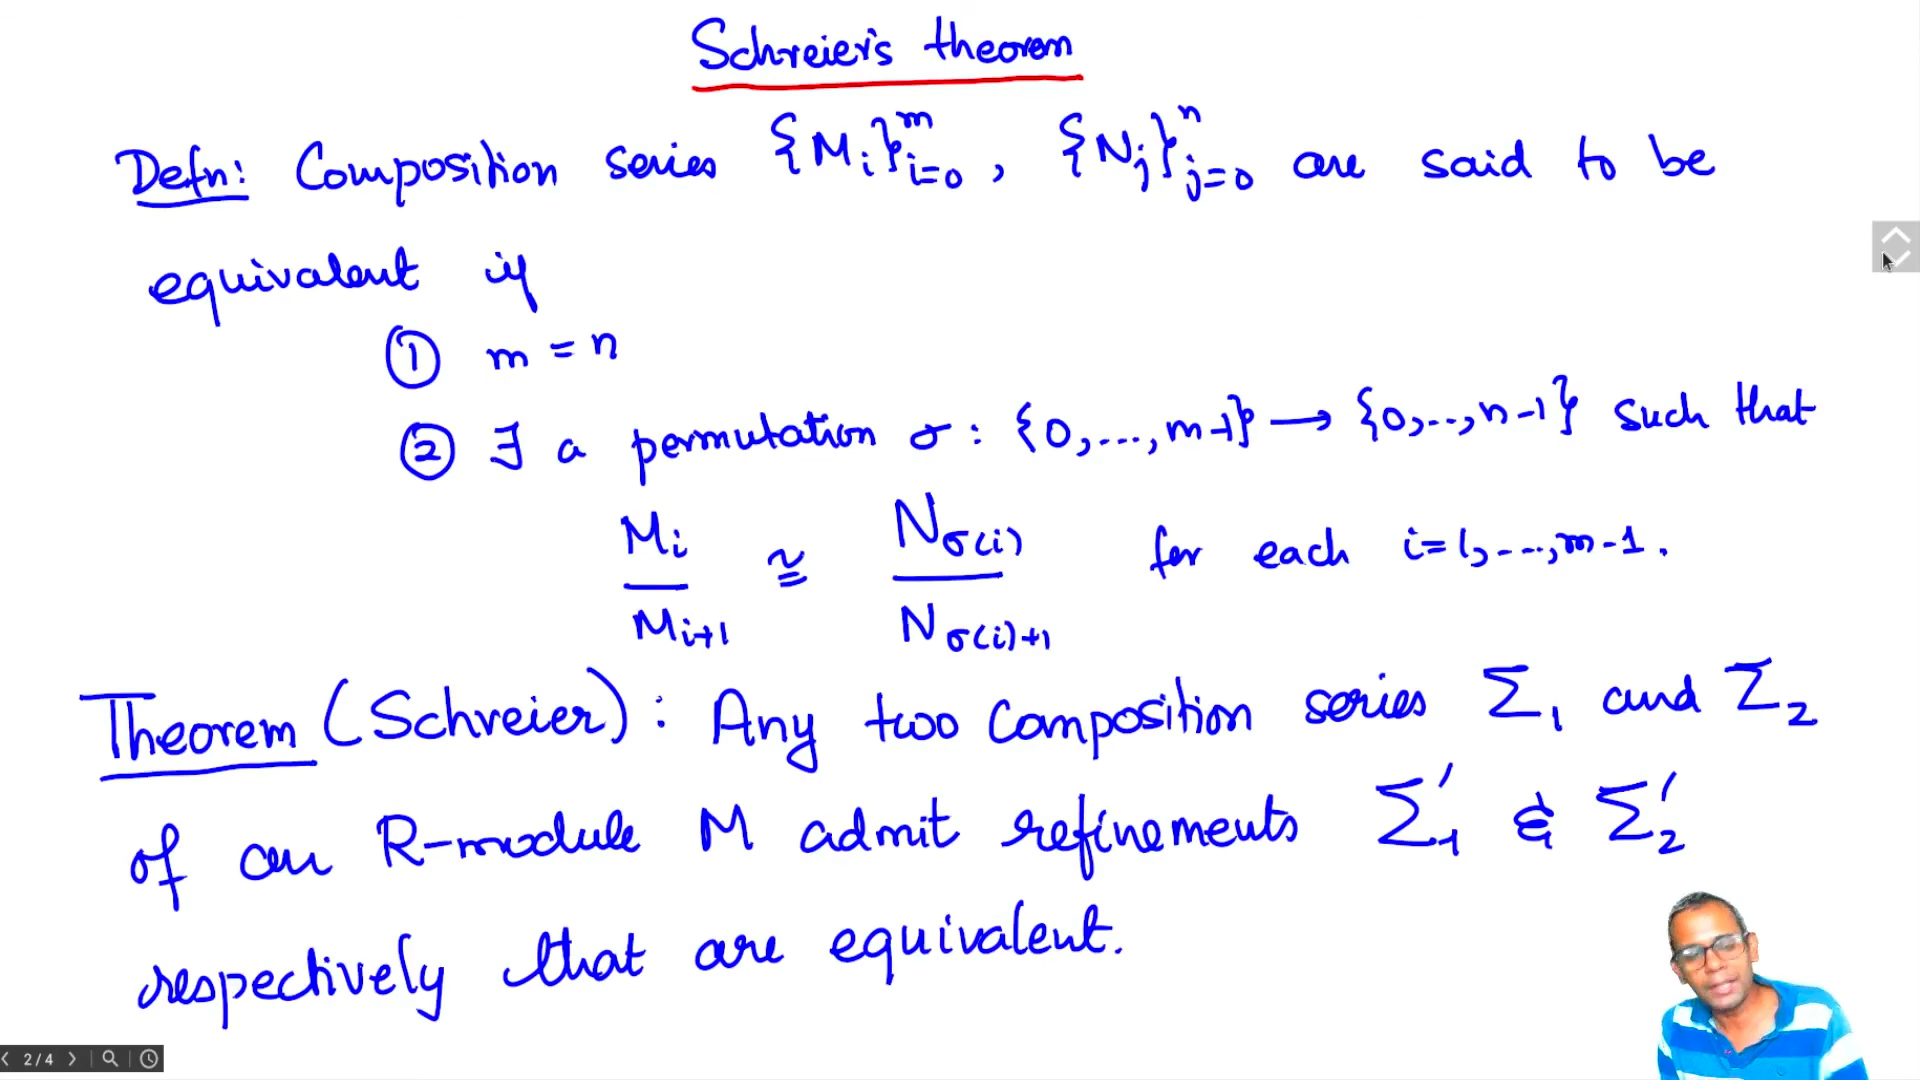 Schreier's theorem
Defn: Composition series {M_i}_{i=0}^{m}, {N_j}_{j=0}^{n} are said to be
equivalent if
① m = n
② ∃ a permutation σ : {0,...,m-1} ⟶ {0,..,n-1} such that
M_i / M_{i+1} ≅ N_{σ(i)} / N_{σ(i)+1} for each i=1,...,m-1.
Theorem (Schreier) : Any two composition series Σ_1 and Σ_2
of an R-module M admit refinements Σ_1' & Σ_2'
respectively that are equivalent.
2/4